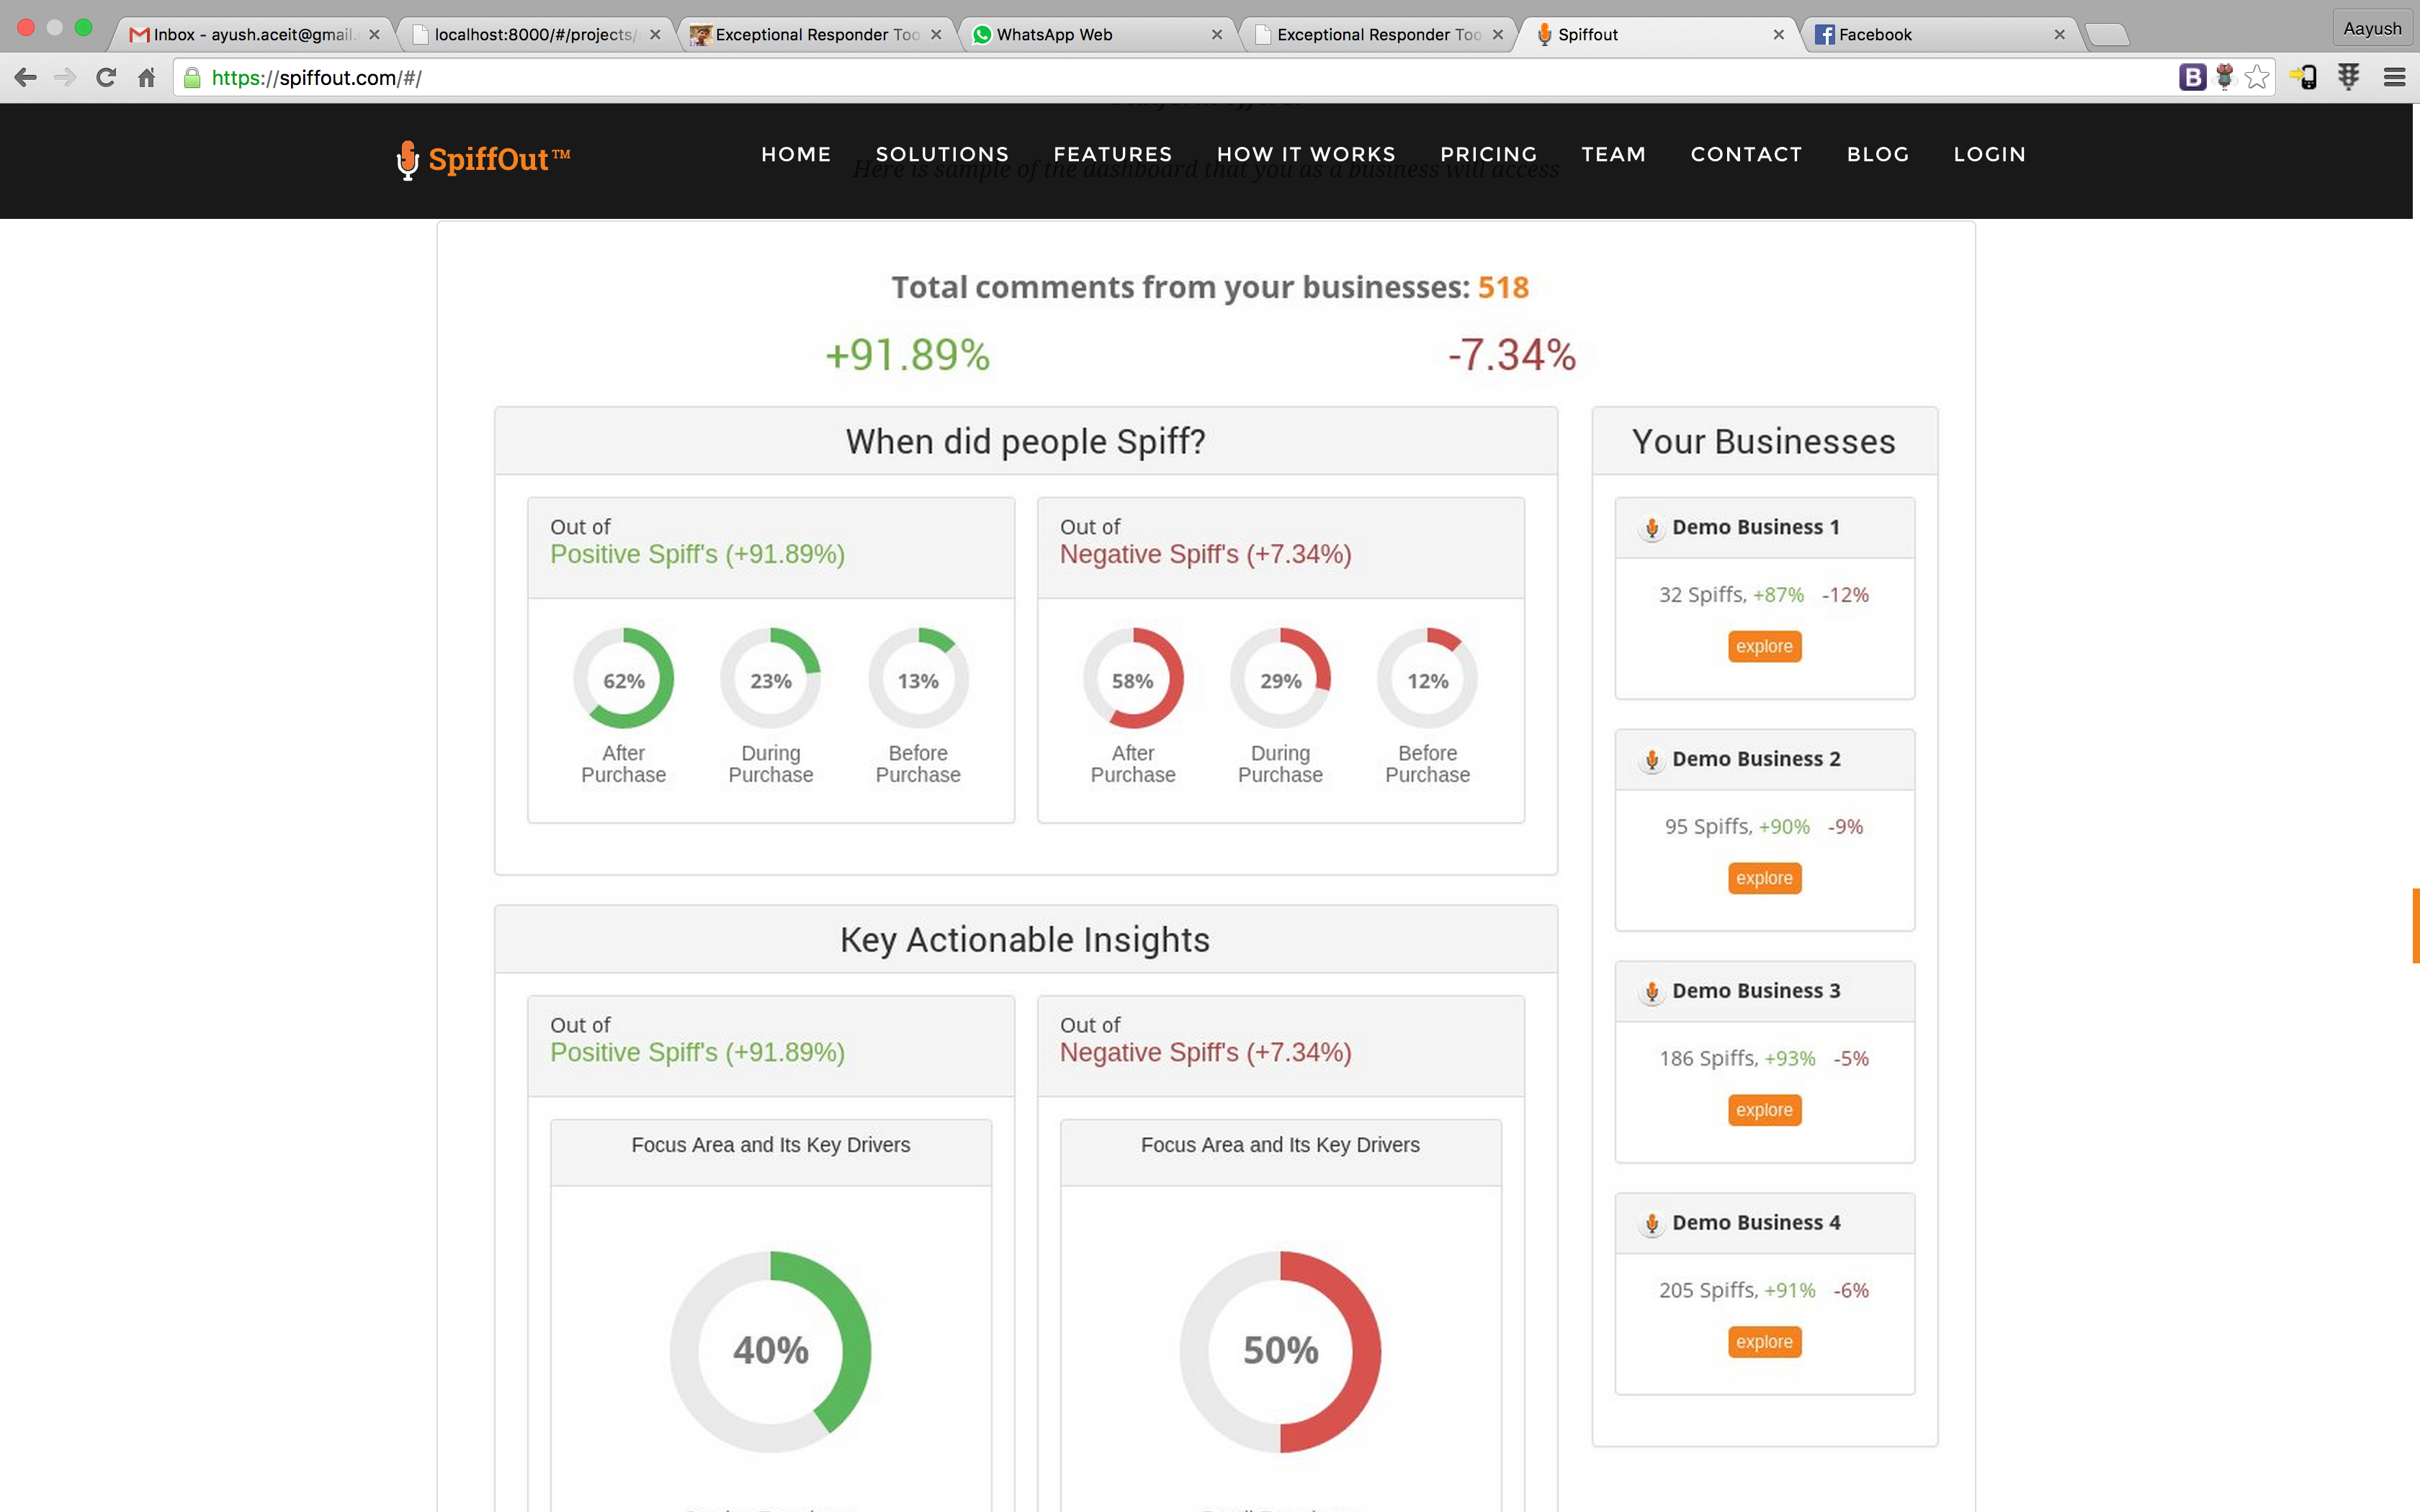 Inbox - ayush.aceit@gmail.
localhost:8000/#/projects/
Exceptional Responder Too
WhatsApp Web
Exceptional Responder Too
Spiffout
Facebook
Aayush
https://spiffout.com/#/
B
SpiffOut™
HOME SOLUTIONS FEATURES HOW IT WORKS PRICING TEAM CONTACT BLOG LOGIN
Here is sample of the dashboard that you as a business will access
Total comments from your businesses: 518
+91.89% -7.34%
When did people Spiff?
Out of
Positive Spiff's (+91.89%)
62% 23% 13%
After Purchase
During Purchase
Before Purchase
Out of
Negative Spiff's (+7.34%)
58% 29% 12%
After Purchase
During Purchase
Before Purchase
Key Actionable Insights
Out of
Positive Spiff's (+91.89%)
Focus Area and Its Key Drivers
40%
Out of
Negative Spiff's (+7.34%)
Focus Area and Its Key Drivers
50%
Your Businesses
Demo Business 1
32 Spiffs, +87% -12%
explore
Demo Business 2
95 Spiffs, +90% -9%
explore
Demo Business 3
186 Spiffs, +93% -5%
explore
Demo Business 4
205 Spiffs, +91% -6%
explore